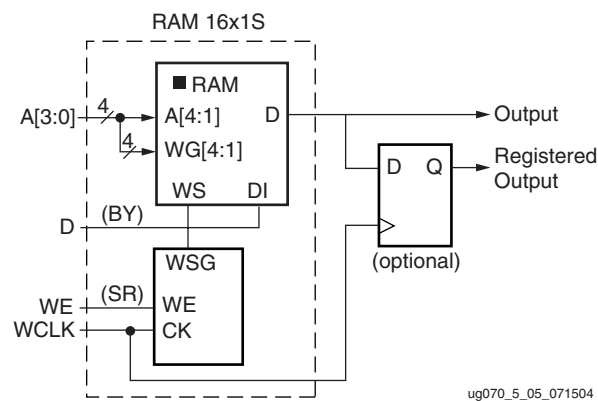 RAM 16x1S
RAM
A[3:0]
4
A[4:1]
D
Output
4
WG[4:1]
D
Q
Registered
Output
WS
DI
D
(BY)
WSG
(optional)
WE
(SR)
WE
WCLK
CK
ug070_5_05_071504